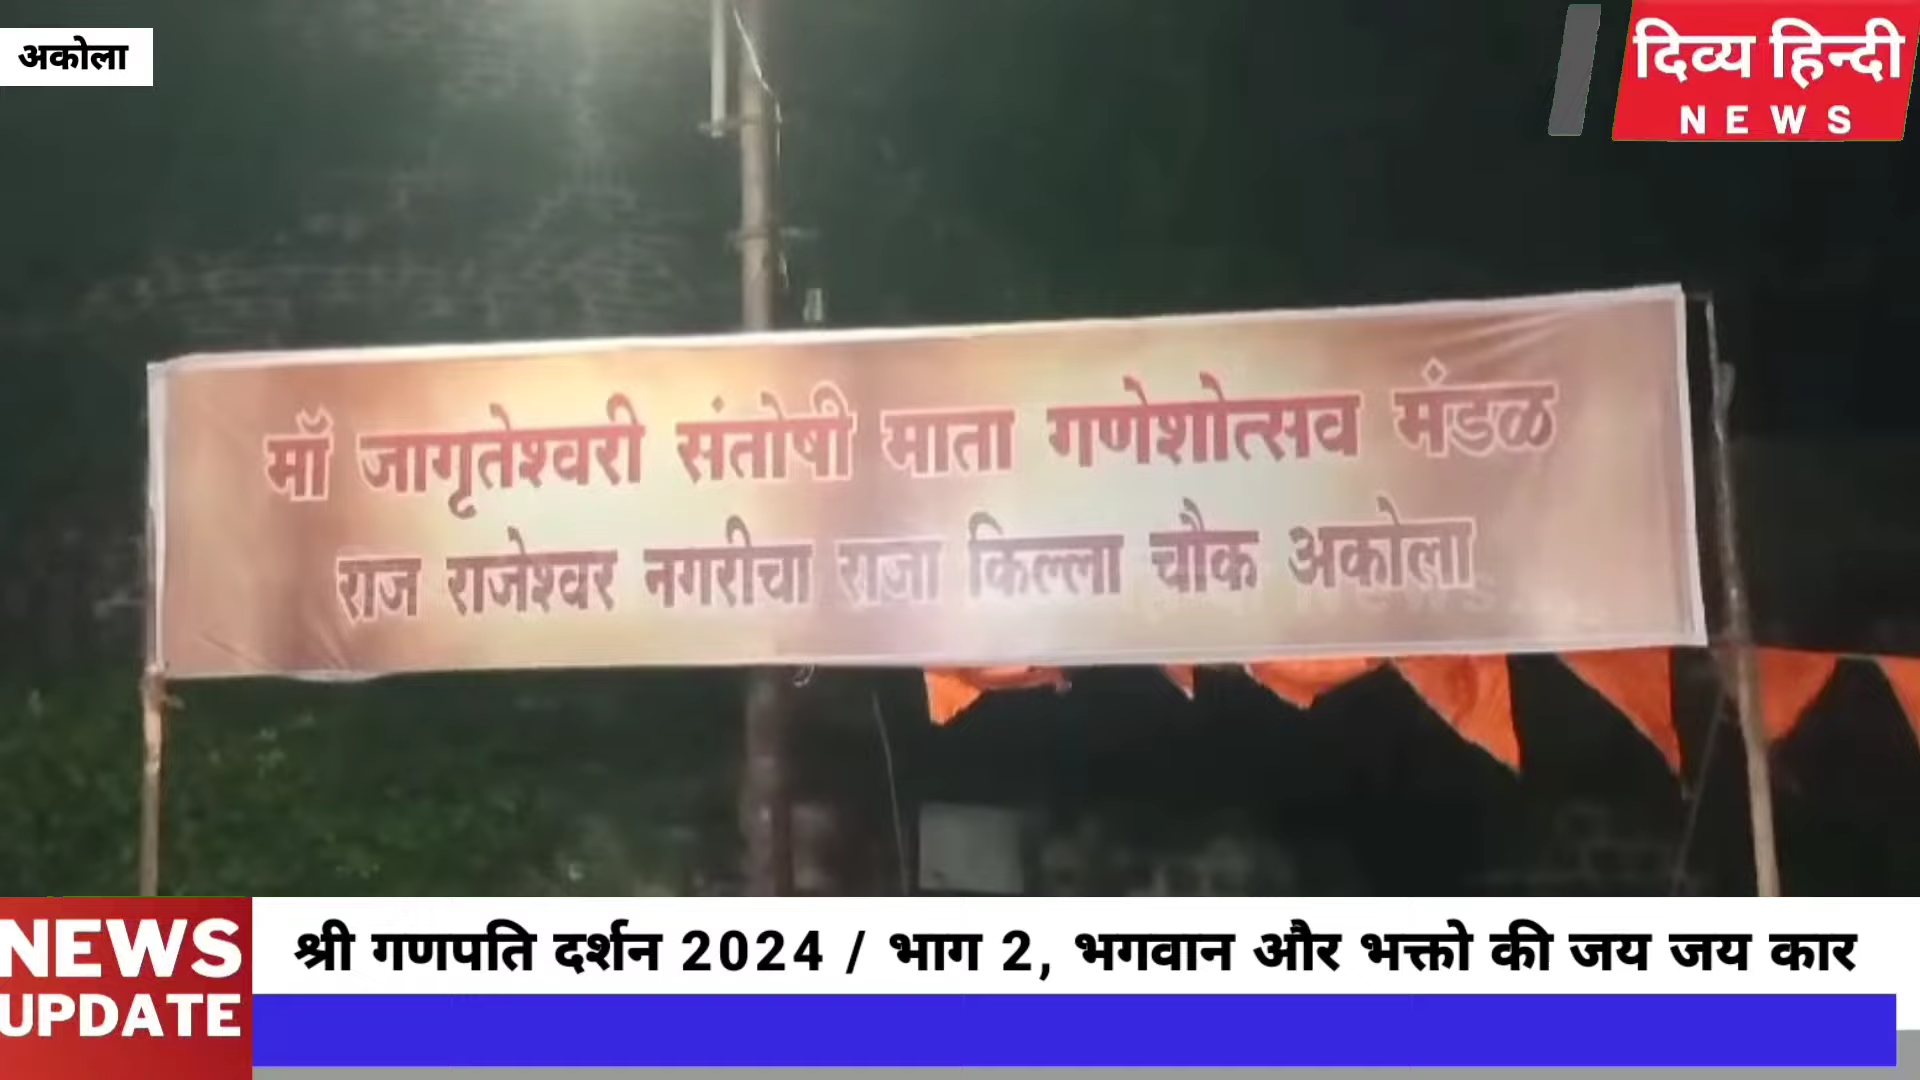 अकोला
दिव्य हिन्दी
NEWS
मॉ जागृतेश्वरी संतोषी माता गणेशोत्सव मंडळ
राज राजेश्वर नगरीचा राजा किल्ला चौक अकोला
NEWS
UPDATE
श्री गणपति दर्शन 2024 / भाग 2, भगवान और भक्तो की जय जय कार